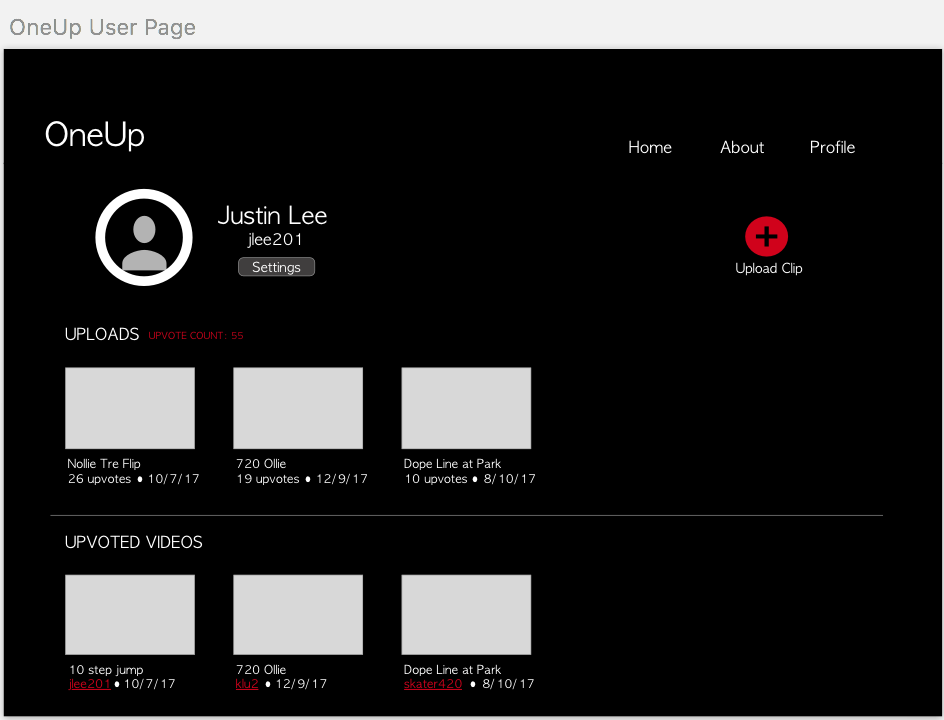 OneUp User Page
OneUp
Home About Profile
Justin Lee
jlee201
Settings
Upload Clip
UPLOADS UPVOTE COUNT: 55
Nollie Tre Flip
26 upvotes • 10/7/17
720 Ollie
19 upvotes • 12/9/17
Dope Line at Park
10 upvotes • 8/10/17
UPVOTED VIDEOS
10 step jump
jlee201 • 10/7/17
720 Ollie
klu2 • 12/9/17
Dope Line at Park
skater420 • 8/10/17